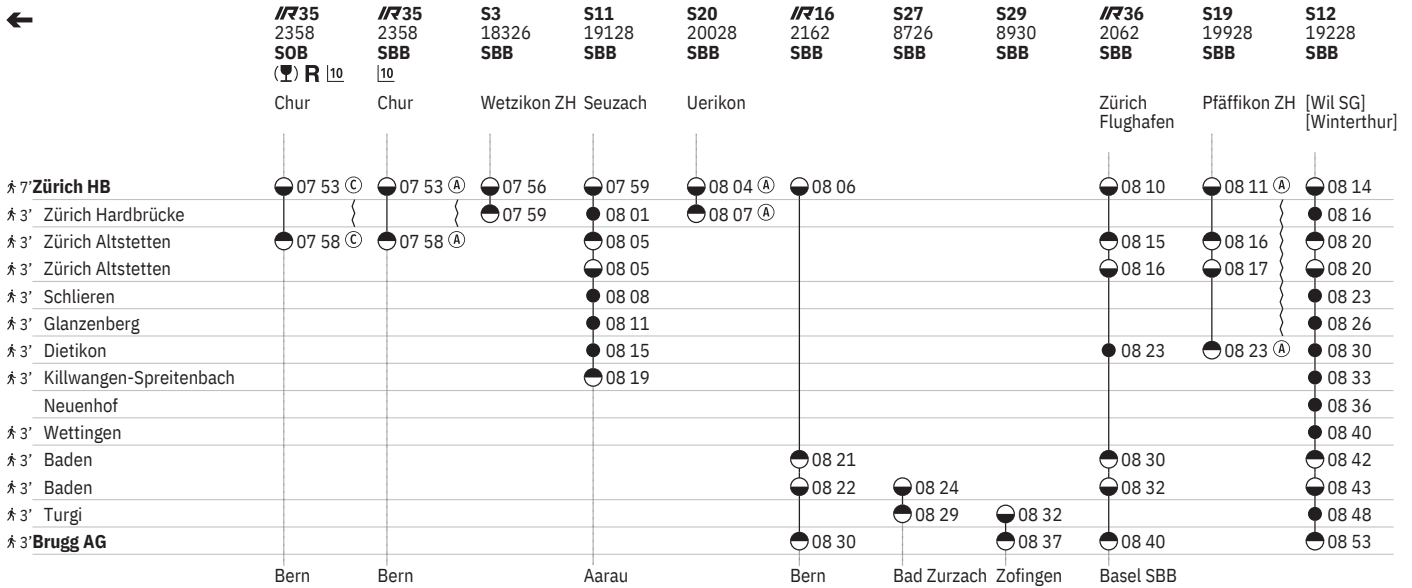 IR35 IR35 S3 S11 S20 IR16 S27 S29 IR36 S19 S12
2358 2358 18326 19128 20028 2162 8726 8930 2062 19928 19228
SOB SBB SBB SBB SBB SBB SBB SBB SBB SBB SBB
R 10 10
Chur Chur Wetzikon ZH Seuzach Uerikon Zürich Pfäffikon ZH [Wil SG]
Flughafen [Winterthur]
7' Zürich HB 07 53 C 07 53 A 07 56 07 59 08 04 A 08 06 08 10 08 11 A 08 14
3' Zürich Hardbrücke 07 59 08 01 08 07 A 08 16
3' Zürich Altstetten 07 58 C 07 58 A 08 05 08 15 08 16 08 20
3' Zürich Altstetten 08 05 08 16 08 17 08 20
3' Schlieren 08 08 08 23
3' Glanzenberg 08 11 08 26
3' Dietikon 08 15 08 23 08 23 A 08 30
3' Killwangen-Spreitenbach 08 19 08 33
Neuenhof 08 36
3' Wettingen 08 40
3' Baden 08 21 08 30 08 42
3' Baden 08 22 08 24 08 32 08 43
3' Turgi 08 29 08 32 08 48
3' Brugg AG 08 30 08 37 08 40 08 53
Bern Bern Aarau Bern Bad Zurzach Zofingen Basel SBB